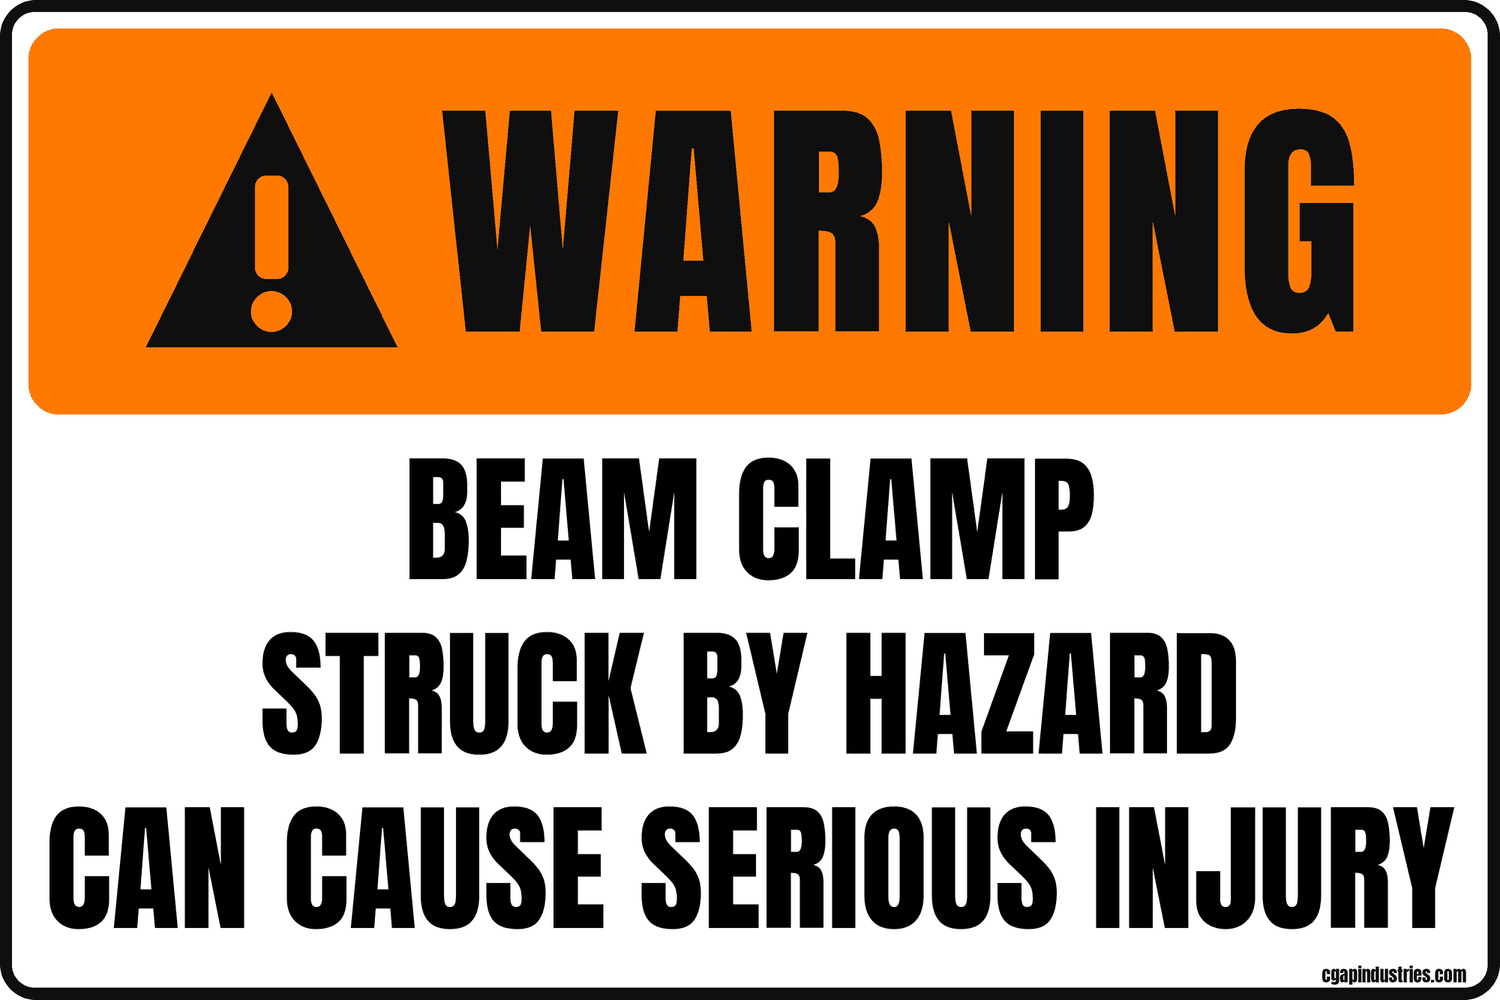 WARNING
BEAM CLAMP
STRUCK BY HAZARD
CAN CAUSE SERIOUS INJURY
cgapindustries.com